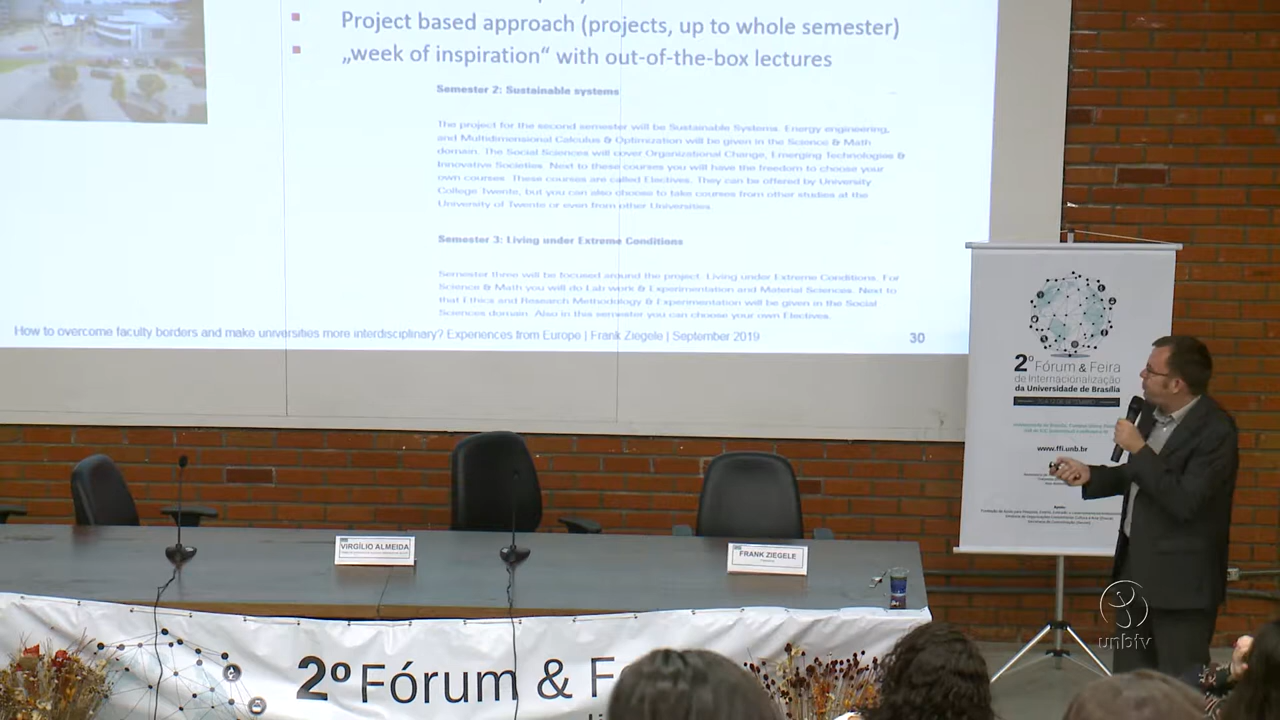 Project based approach (projects, up to whole semester)
„week of inspiration“ with out-of-the-box lectures
Semester 2: Sustainable systems
The project for the second semester will be Sustainable Systems. Energy engineering,
and Multidimensional Calculus & Optimization will be given in the Science & Math
domain. The Social Sciences will cover Organizational Change, Emerging Technologies &
Innovative Societies. Next to these courses you will have the freedom to choose your
own courses. These courses are called Electives. They can be offered by University
College Twente, but you can also choose to take courses from other studies at the
University of Twente or even from other Universities
Semester 3: Living under Extreme Conditions
Semester three will be focused around the project, Living under Extreme Conditions. For
Science & Math you will do Lab work & Experimentation and Material Sciences. Next to
that Ethics and Research Methodology & Experimentation will be given in the Social
Sciences domain. Also in this semester you can choose your own Electives.
How to overcome faculty borders and make universities more interdisciplinary? Experiences from Europe | Frank Ziegele | September 2019
30
2º Fórum & Feira
de Internacionalização
da Universidade de Brasília
www.ffi.unb.br
VIRGÍLIO ALMEIDA
FRANK ZIEGELE
2º Fórum & F
unbtv